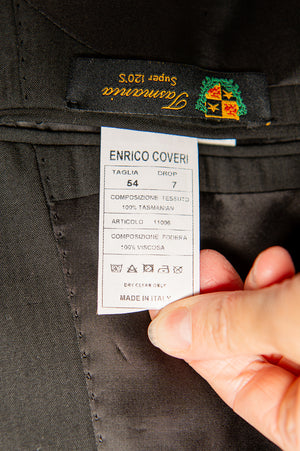 Tasmania
Super 120'S
ENRICO COVERI
TAGLIA DROP
54 7
COMPOSIZIONE TESSUTO
100% TASMANIAN
ARTICOLO 11006
COMPOSIZIONE FODERA
100% VISCOSA
DRY CLEAN ONLY
MADE IN ITALY